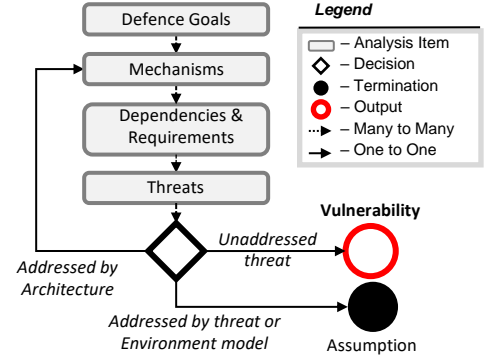 Defence Goals
Mechanisms
Dependencies &
Requirements
Threats
Addressed by
Architecture
Unaddressed
threat
Vulnerability
Addressed by threat or
Environment model
Assumption
Legend
– Analysis Item
– Decision
– Termination
– Output
– Many to Many
– One to One